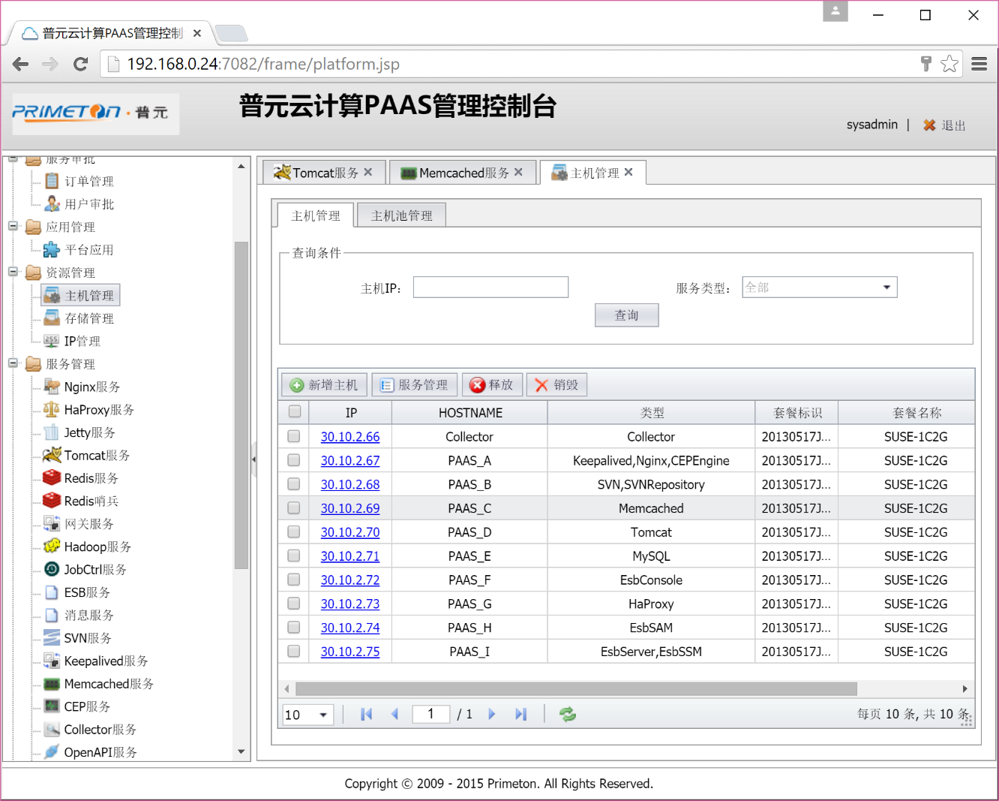 普元云计算PAAS管理控制
192.168.0.24:7082/frame/platform.jsp
PRIMETON·普元
普元云计算PAAS管理控制台
sysadmin | 退出
服务审批
订单管理
用户审批
应用管理
平台应用
资源管理
主机管理
存储管理
IP管理
服务管理
Nginx服务
HaProxy服务
Jetty服务
Tomcat服务
Redis服务
Redis哨兵
网关服务
Hadoop服务
JobCtrl服务
ESB服务
消息服务
SVN服务
Keepalived服务
Memcached服务
CEP服务
Collector服务
OpenAPI服务
Tomcat服务 Memcached服务 主机管理
主机管理 主机池管理
查询条件
主机IP: 服务类型: 全部
查询
新增主机 服务管理 释放 销毁
IP HOSTNAME 类型 套餐标识 套餐名称
30.10.2.66 Collector Collector 20130517J... SUSE-1C2G
30.10.2.67 PAAS_A Keepalived,Nginx,CEPEngine 20130517J... SUSE-1C2G
30.10.2.68 PAAS_B SVN,SVNRepository 20130517J... SUSE-1C2G
30.10.2.69 PAAS_C Memcached 20130517J... SUSE-1C2G
30.10.2.70 PAAS_D Tomcat 20130517J... SUSE-1C2G
30.10.2.71 PAAS_E MySQL 20130517J... SUSE-1C2G
30.10.2.72 PAAS_F EsbConsole 20130517J... SUSE-1C2G
30.10.2.73 PAAS_G HaProxy 20130517J... SUSE-1C2G
30.10.2.74 PAAS_H EsbSAM 20130517J... SUSE-1C2G
30.10.2.75 PAAS_I EsbServer,EsbSSM 20130517J... SUSE-1C2G
10 1 / 1 每页 10 条, 共 10 条
Copyright © 2009 - 2015 Primeton. All Rights Reserved.